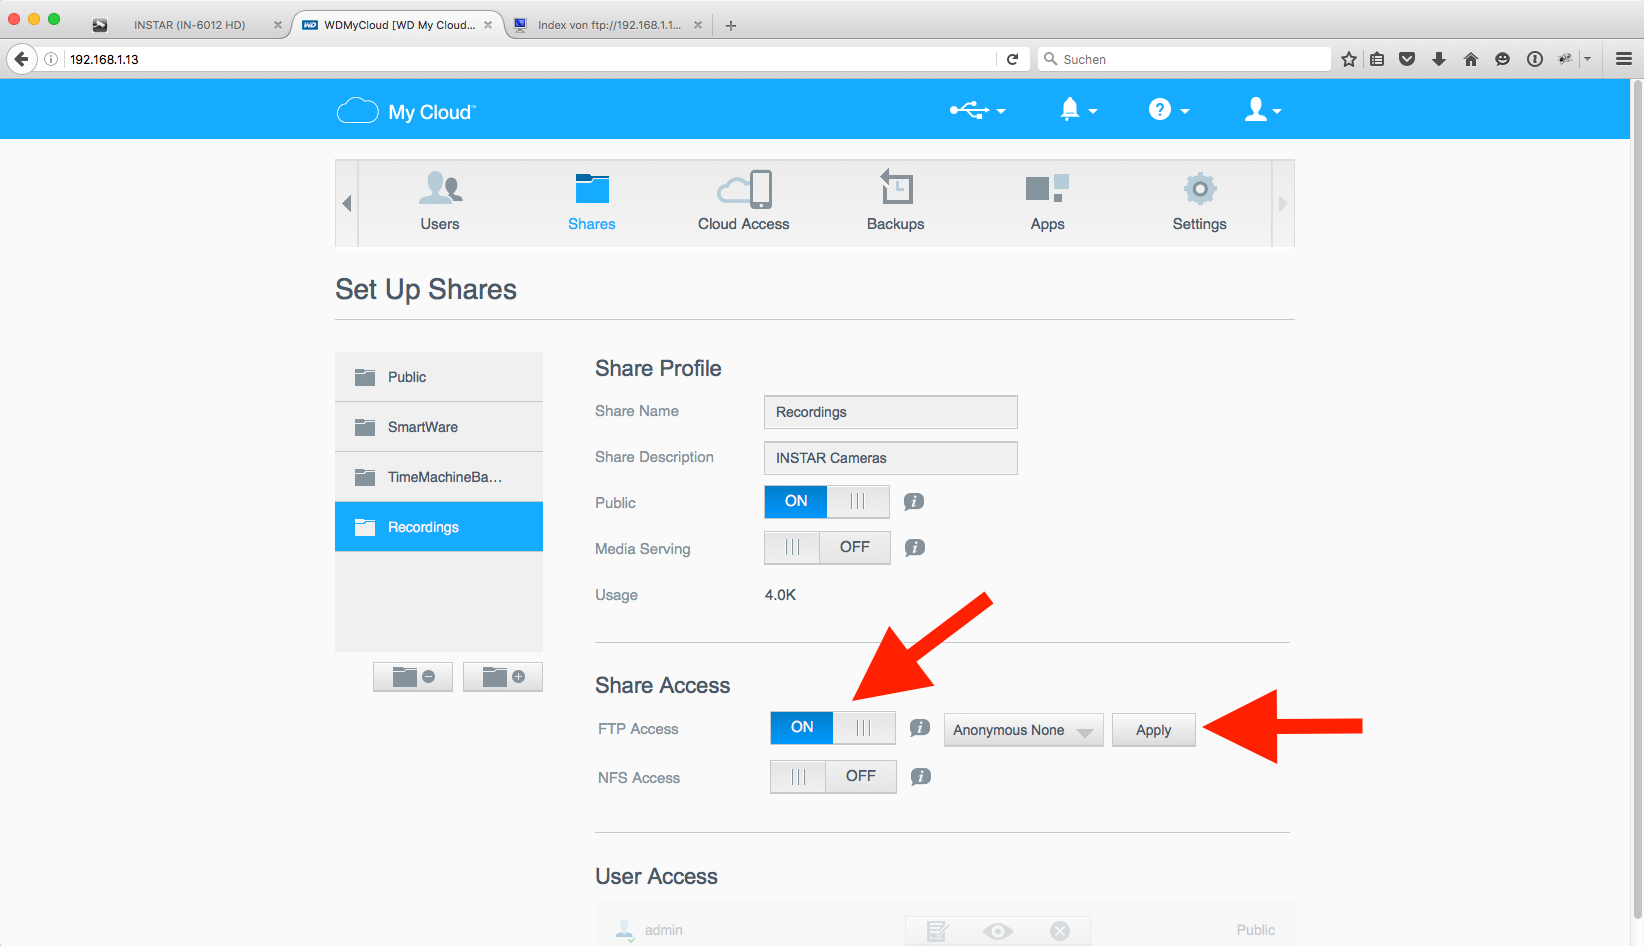 INSTAR (IN-6012 HD)
WD WDMyCloud [WD My Cloud...
Index von ftp://192.168.1.1...
192.168.1.13
Suchen
My Cloud™
Users
Shares
Cloud Access
Backups
Apps
Settings
Set Up Shares
Public
SmartWare
TimeMachineBa...
Recordings
Share Profile
Share Name
Recordings
Share Description
INSTAR Cameras
Public
ON
Media Serving
OFF
Usage
4.0K
Share Access
FTP Access
ON
Anonymous None
Apply
NFS Access
OFF
User Access
admin
Public